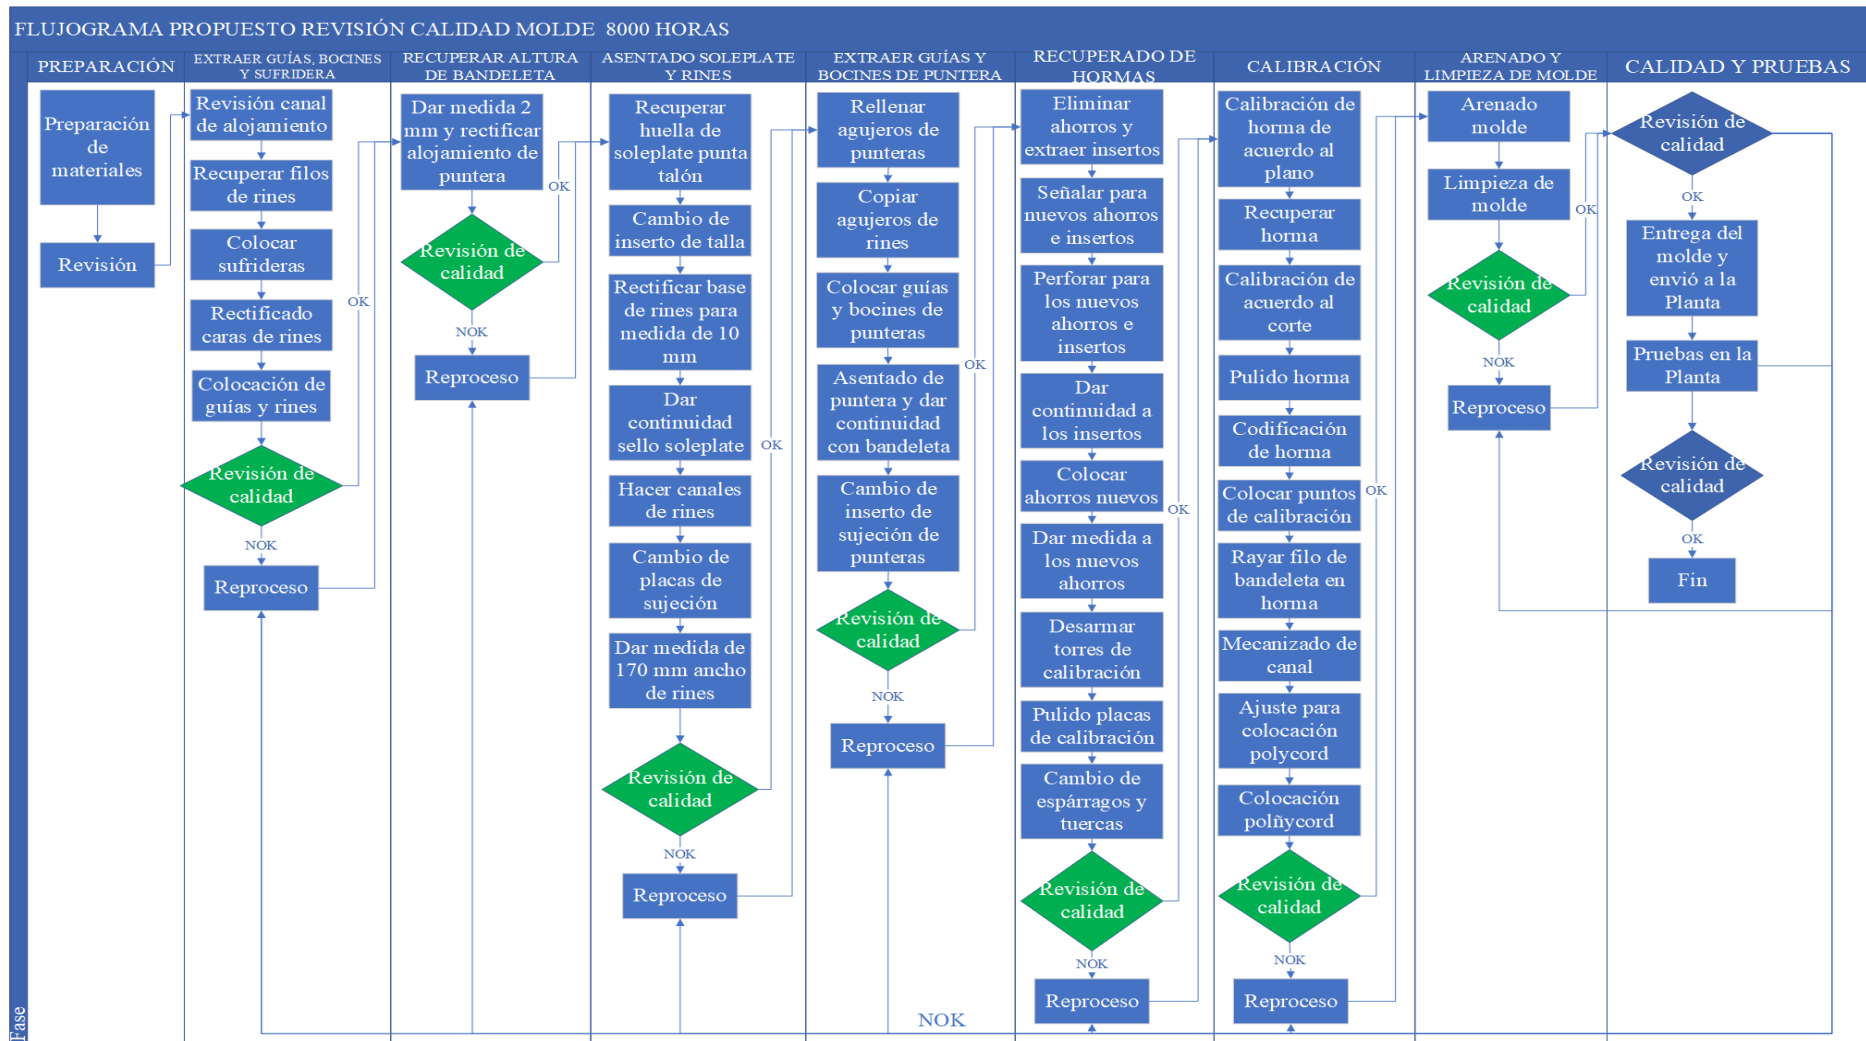 FLUJOGRAMA PROPUESTO REVISIÓN CALIDAD MOLDE 8000 HORAS
Fase
PREPARACIÓN
Preparación
de
materiales
Revisión
EXTRAER GUÍAS, BOCINES
Y SUFRIDERA
Revisión canal
de alojamiento
Recuperar filos
de rines
Colocar
sufrideras
Rectificado
caras de rines
Colocación de
guías y rines
Revisión de
calidad
OK
NOK
Reproceso
RECUPERAR ALTURA
DE BANDELETA
Dar medida 2
mm y rectificar
alojamiento de
puntera
Revisión de
calidad
OK
NOK
Reproceso
ASENTADO SOLEPLATE
Y RINES
Recuperar
huella de
soleplate punta
talón
Cambio de
inserto de talla
Rectificar base
de rines para
medida de 10
mm
Dar
continuidad
sello soleplate
Hacer canales
de rines
Cambio de
placas de
sujeción
Dar medida de
170 mm ancho
de rines
Revisión de
calidad
OK
NOK
Reproceso
EXTRAER GUÍAS Y
BOCINES DE PUNTERA
Rellenar
agujeros de
punteras
Copiar
agujeros de
rines
Colocar guías
y bocines de
punteras
Asentado de
puntera y dar
continuidad
con bandeleta
Cambio de
inserto de
sujeción de
punteras
Revisión de
calidad
OK
NOK
Reproceso
RECUPERADO DE
HORMAS
Eliminar
ahorros y
extraer insertos
Señalar para
nuevos ahorros
e insertos
Perforar para
los nuevos
ahorros e
insertos
Dar
continuidad a
los insertos
Colocar
ahorros nuevos
Dar medida a
los nuevos
ahorros
Desarmar
torres de
calibración
Pulido placas
de calibración
Cambio de
espárragos y
tuercas
Revisión de
calidad
OK
NOK
Reproceso
CALIBRACIÓN
Calibración de
horma de
acuerdo al
plano
Recuperar
horma
Calibración de
acuerdo al
corte
Pulido horma
Codificación
de horma
Colocar puntos
de calibración
Rayar filo de
bandeleta en
horma
Mecanizado de
canal
Ajuste para
colocación
polycord
Colocación
polñycord
Revisión de
calidad
OK
NOK
Reproceso
ARENADO Y
LIMPIEZA DE MOLDE
Arenado
molde
Limpieza de
molde
Revisión de
calidad
OK
NOK
Reproceso
CALIDAD Y PRUEBAS
Revisión de
calidad
OK
Entrega del
molde y
envió a la
Planta
Pruebas en la
Planta
Revisión de
calidad
OK
Fin
NOK